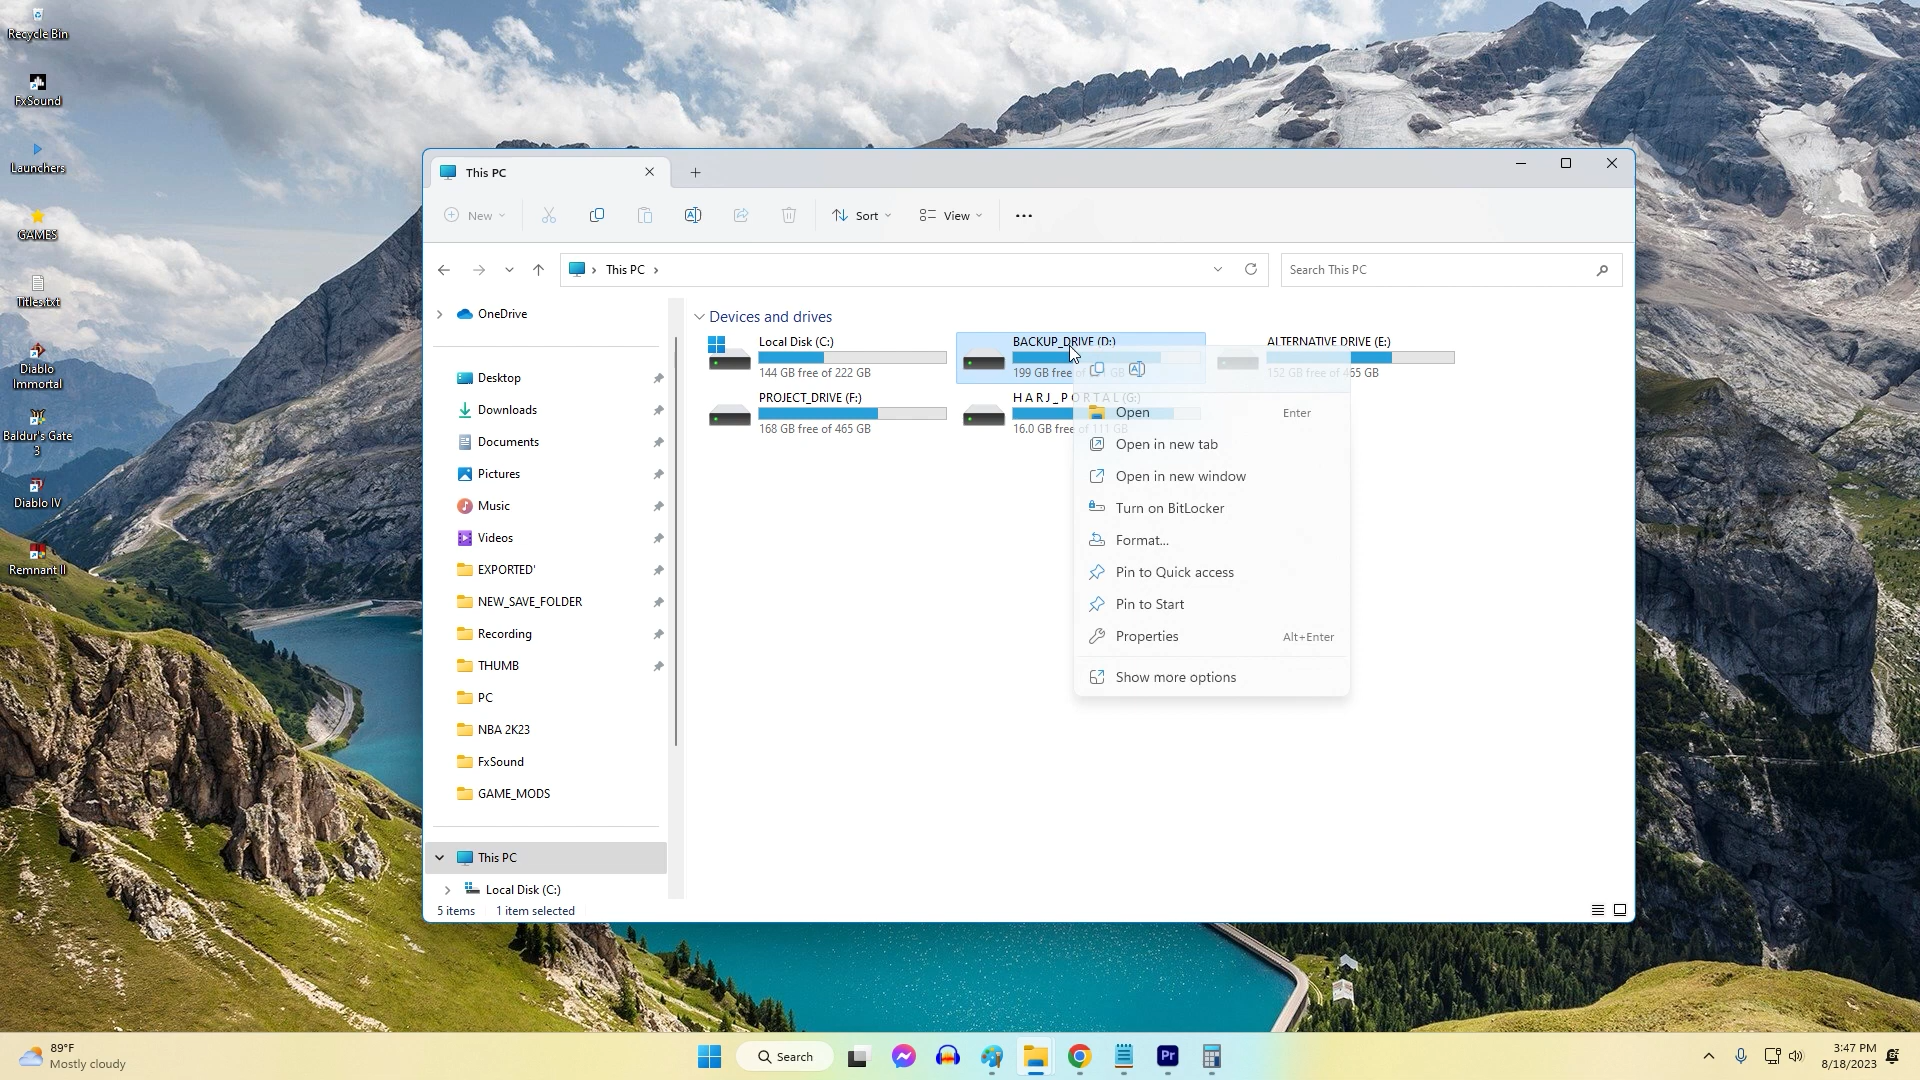 Recycle Bin
FxSound
Launchers
GAMES
Titles.txt
Diablo
Immortal
Baldur's Gate
3
Diablo IV
Remnant II
This PC
New
Sort
View
This PC
Search This PC
OneDrive
Desktop
Downloads
Documents
Pictures
Music
Videos
EXPORTED'
NEW_SAVE_FOLDER
Recording
THUMB
PC
NBA 2K23
FxSound
GAME_MODS
This PC
Local Disk (C:)
5 items 1 item selected
Devices and drives
Local Disk (C:)
144 GB free of 222 GB
BACKUP_DRIVE (D:)
199 GB free
ALTERNATIVE DRIVE (E:)
152 GB free of 465 GB
PROJECT_DRIVE (F:)
168 GB free of 465 GB
H A R J _ P O R T A L (G:)
16.0 GB free of 111 GB
Open Enter
Open in new tab
Open in new window
Turn on BitLocker
Format...
Pin to Quick access
Pin to Start
Properties Alt+Enter
Show more options
89°F
Mostly cloudy
Search
Pr
3:47 PM
8/18/2023